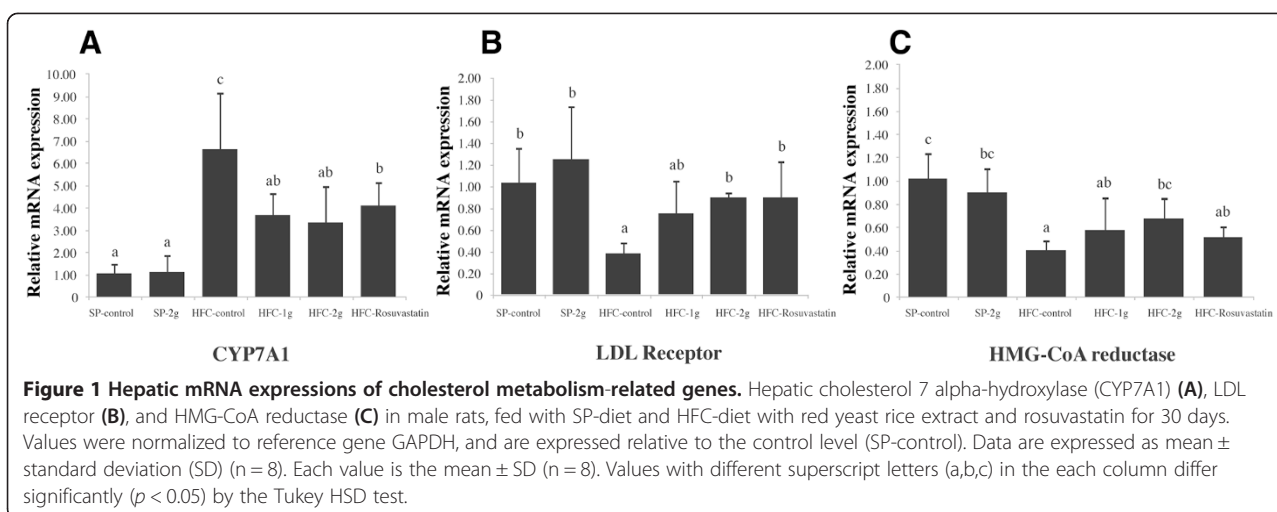 A
Relative mRNA expression
10.00
9.00
8.00
7.00
6.00
5.00
4.00
3.00
2.00
1.00
0
a
a
c
ab
ab
b
SP-control
SP-2g
HFC-control
HFC-1g
HFC-2g
HFC-Rosuvastatin
CYP7A1
B
Relative mRNA expression
2.00
1.80
1.60
1.40
1.20
1.00
0.80
0.60
0.40
0.20
0
b
b
a
ab
b
b
SP-control
SP-2g
HFC-control
HFC-1g
HFC-2g
HFC-Rosuvastatin
LDL Receptor
C
Relative mRNA expression
2.00
1.80
1.60
1.40
1.20
1.00
0.80
0.60
0.40
0.20
0
c
bc
a
ab
bc
ab
SP-control
SP-2g
HFC-control
HFC-1g
HFC-2g
HFC-Rosuvastatin
HMG-CoA reductase
Figure 1 Hepatic mRNA expressions of cholesterol metabolism-related genes. Hepatic cholesterol 7 alpha-hydroxylase (CYP7A1) (A), LDL
receptor (B), and HMG-CoA reductase (C) in male rats, fed with SP-diet and HFC-diet with red yeast rice extract and rosuvastatin for 30 days.
Values were normalized to reference gene GAPDH, and are expressed relative to the control level (SP-control). Data are expressed as mean ±
standard deviation (SD) (n = 8). Each value is the mean ± SD (n = 8). Values with different superscript letters (a,b,c) in the each column differ
significantly (p < 0.05) by the Tukey HSD test.